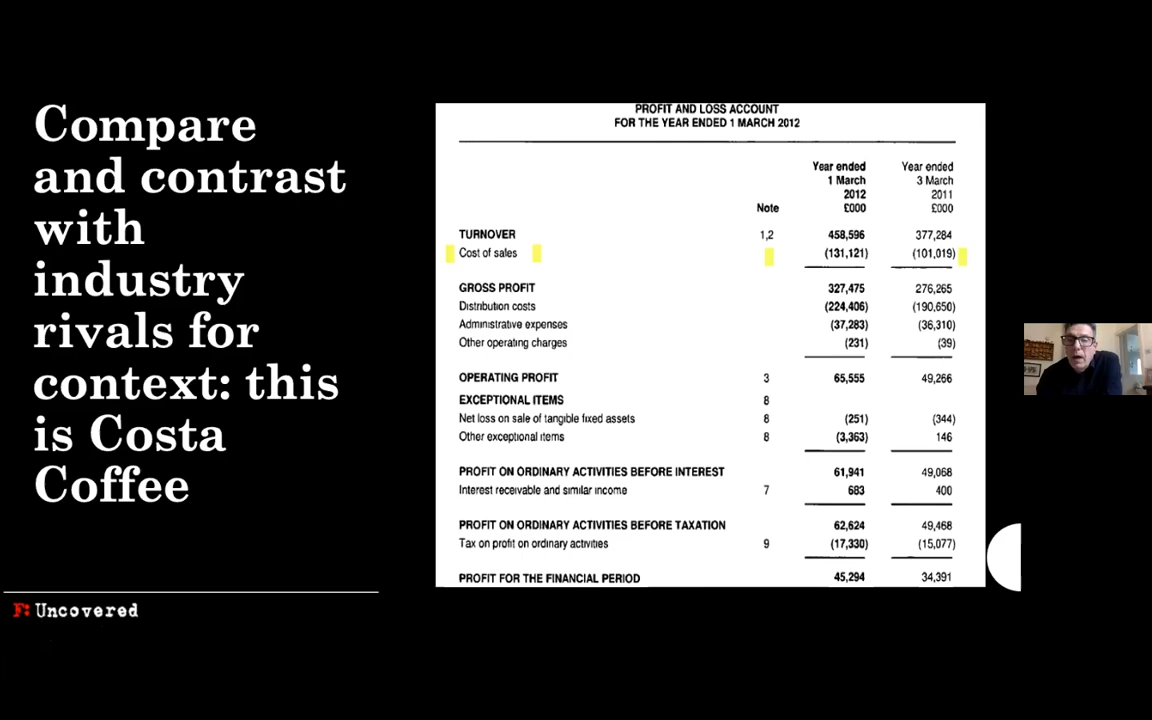 Compare
and contrast
with
industry
rivals for
context: this
is Costa
Coffee
F: Uncovered
PROFIT AND LOSS ACCOUNT
FOR THE YEAR ENDED 1 MARCH 2012
Year ended Year ended
1 March 3 March
2012 2011
Note £000 £000
TURNOVER 1,2 458,596 377,284
Cost of sales (131,121) (101,019)
GROSS PROFIT 327,475 276,265
Distribution costs (224,406) (190,650)
Administrative expenses (37,283) (36,310)
Other operating charges (231) (39)
OPERATING PROFIT 3 65,555 49,266
EXCEPTIONAL ITEMS 8
Net loss on sale of tangible fixed assets 8 (251) (344)
Other exceptional items 8 (3,363) 146
PROFIT ON ORDINARY ACTIVITIES BEFORE INTEREST 61,941 49,068
Interest receivable and similar income 7 683 400
PROFIT ON ORDINARY ACTIVITIES BEFORE TAXATION 62,624 49,468
Tax on profit on ordinary activities 9 (17,330) (15,077)
PROFIT FOR THE FINANCIAL PERIOD 45,294 34,391